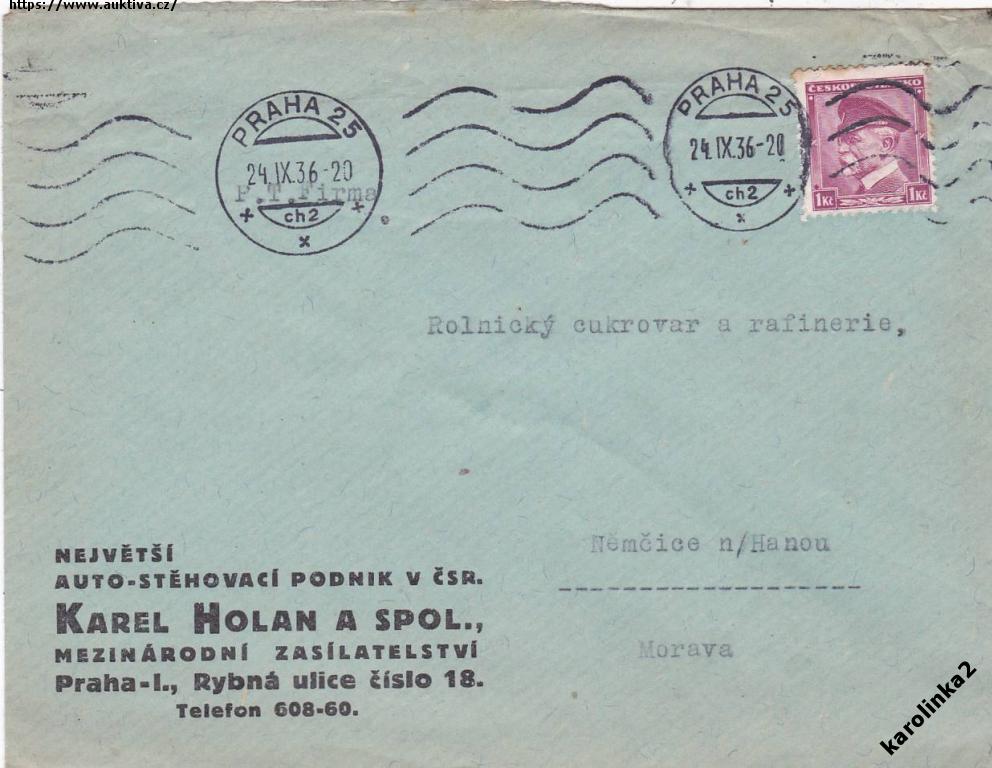 https://www.auktiva.cz/
PRAHA 25
24.IX.36-20
ch2
PRAHA 25
24.IX.36-20
ch2
ČESKOSLOVENSKO
1Kč 1Kč
P.T.Firma
Rolnický cukrovar a rafinerie,
Němčice n/Hanou
Morava
NEJVĚTŠÍ
AUTO-STĚHOVACÍ PODNIK V ČSR.
KAREL HOLAN A SPOL.,
MEZINÁRODNÍ ZASÍLATELSTVÍ
Praha-I., Rybná ulice číslo 18.
Telefon 608-60.
karolinka2